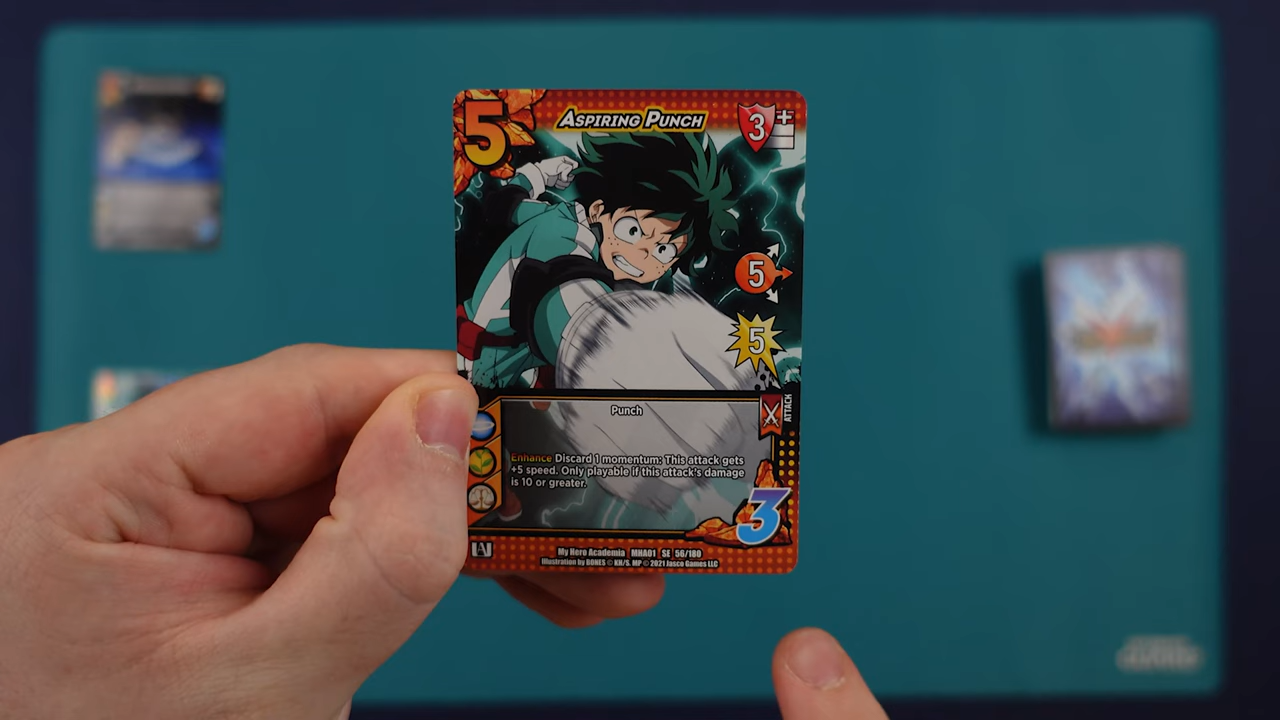 5
ASPIRING PUNCH
3
+
5
5
ATTACK
Punch
Enhance Discard 1 momentum: This attack gets
+5 speed. Only playable if this attack's damage
is 10 or greater.
3
My Hero Academia MHA01 SE 56/180
Illustration by BONES © KH/S. MP © 2021 Jasco Games LLC